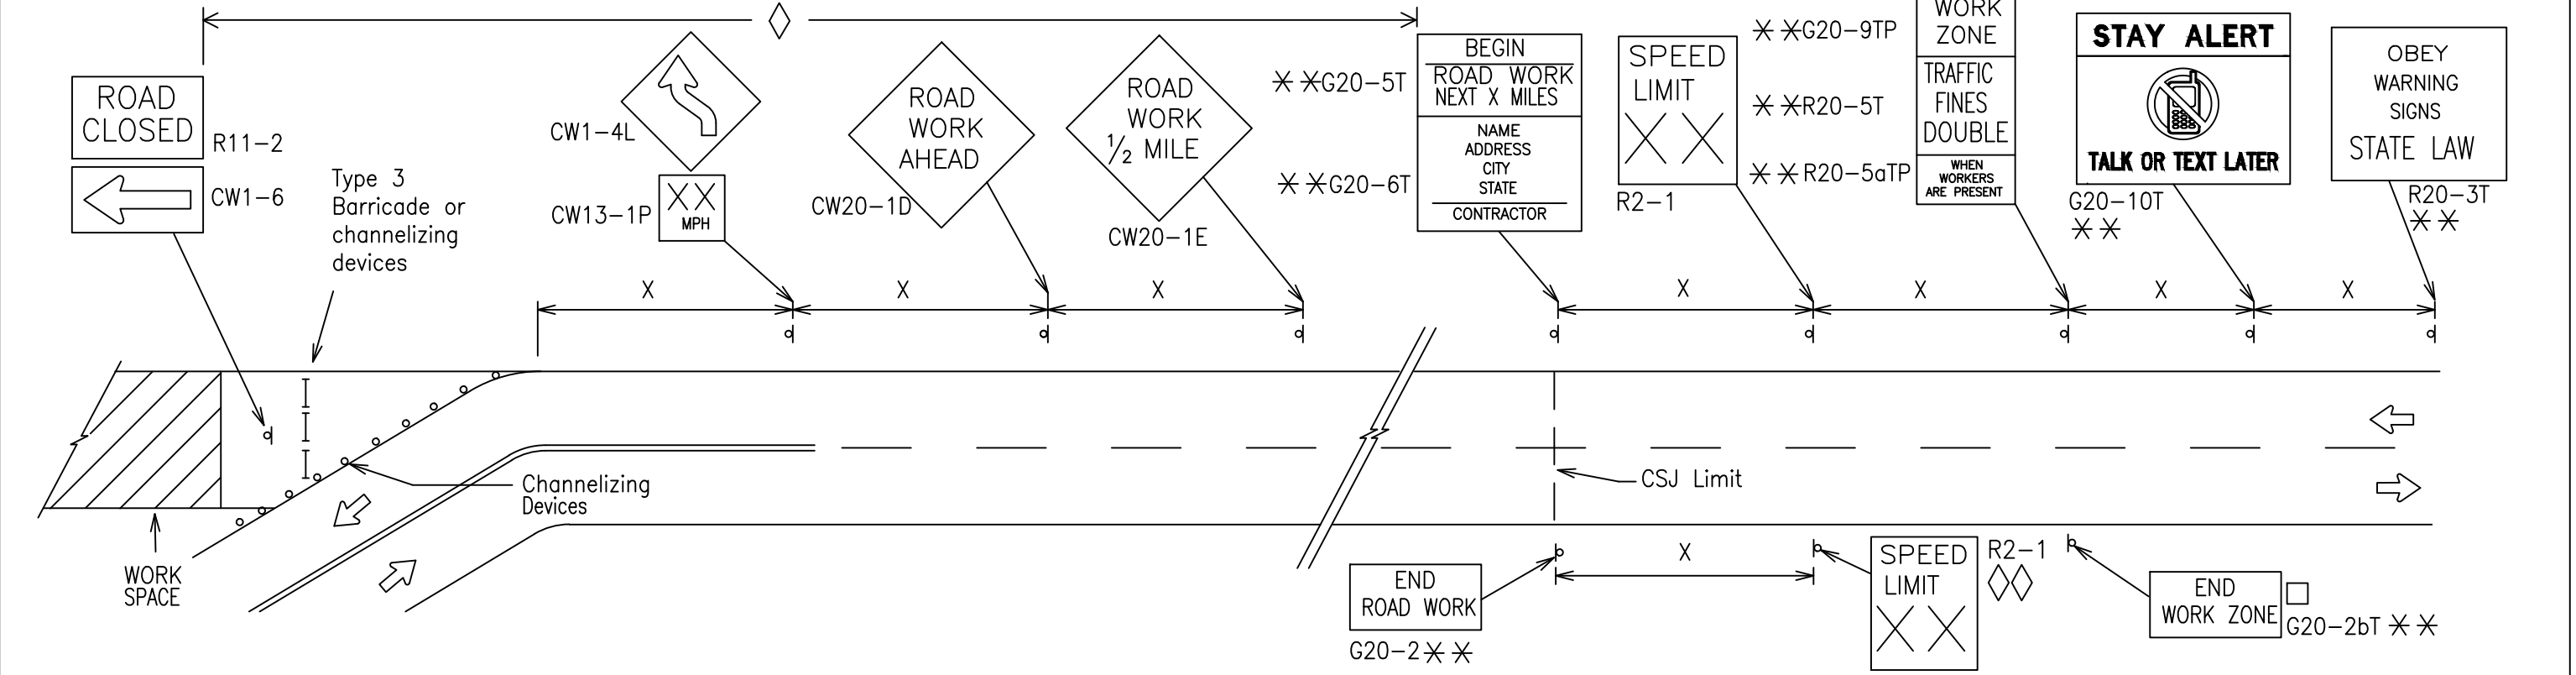 ROAD
CLOSED
R11-2
CW1-6
Type 3
Barricade or
channelizing
devices
CW1-4L
XX
MPH
CW13-1P
ROAD
WORK
AHEAD
CW20-1D
ROAD
WORK
1/2 MILE
CW20-1E
**G20-5T
**G20-6T
BEGIN
ROAD WORK
NEXT X MILES
NAME
ADDRESS
CITY
STATE
CONTRACTOR
SPEED
LIMIT
XX
R2-1
**G20-9TP
**R20-5T
**R20-5aTP
WORK
ZONE
TRAFFIC
FINES
DOUBLE
WHEN
WORKERS
ARE PRESENT
STAY ALERT
TALK OR TEXT LATER
G20-10T
**
OBEY
WARNING
SIGNS
STATE LAW
R20-3T
**
X
X
X
X
X
X
X
CSJ Limit
Channelizing
Devices
WORK
SPACE
END
ROAD WORK
G20-2**
X
SPEED
LIMIT
XX
R2-1
END
WORK ZONE
G20-2bT **